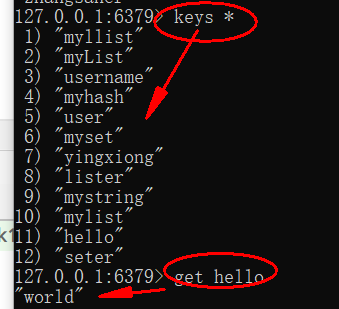 127.0.0.1:6379> keys *
1) "myllist"
2) "myList"
3) "username"
4) "myhash"
5) "user"
6) "myset"
7) "yingxiong"
8) "lister"
9) "mystring"
10) "mylist"
11) "hello"
12) "seter"
127.0.0.1:6379> get hello
"world"